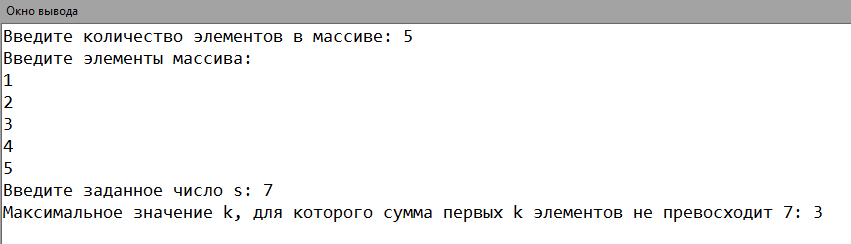 Окно вывода
Введите количество элементов в массиве: 5
Введите элементы массива:
1
2
3
4
5
Введите заданное число s: 7
Максимальное значение k, для которого сумма первых k элементов не превосходит 7: 3